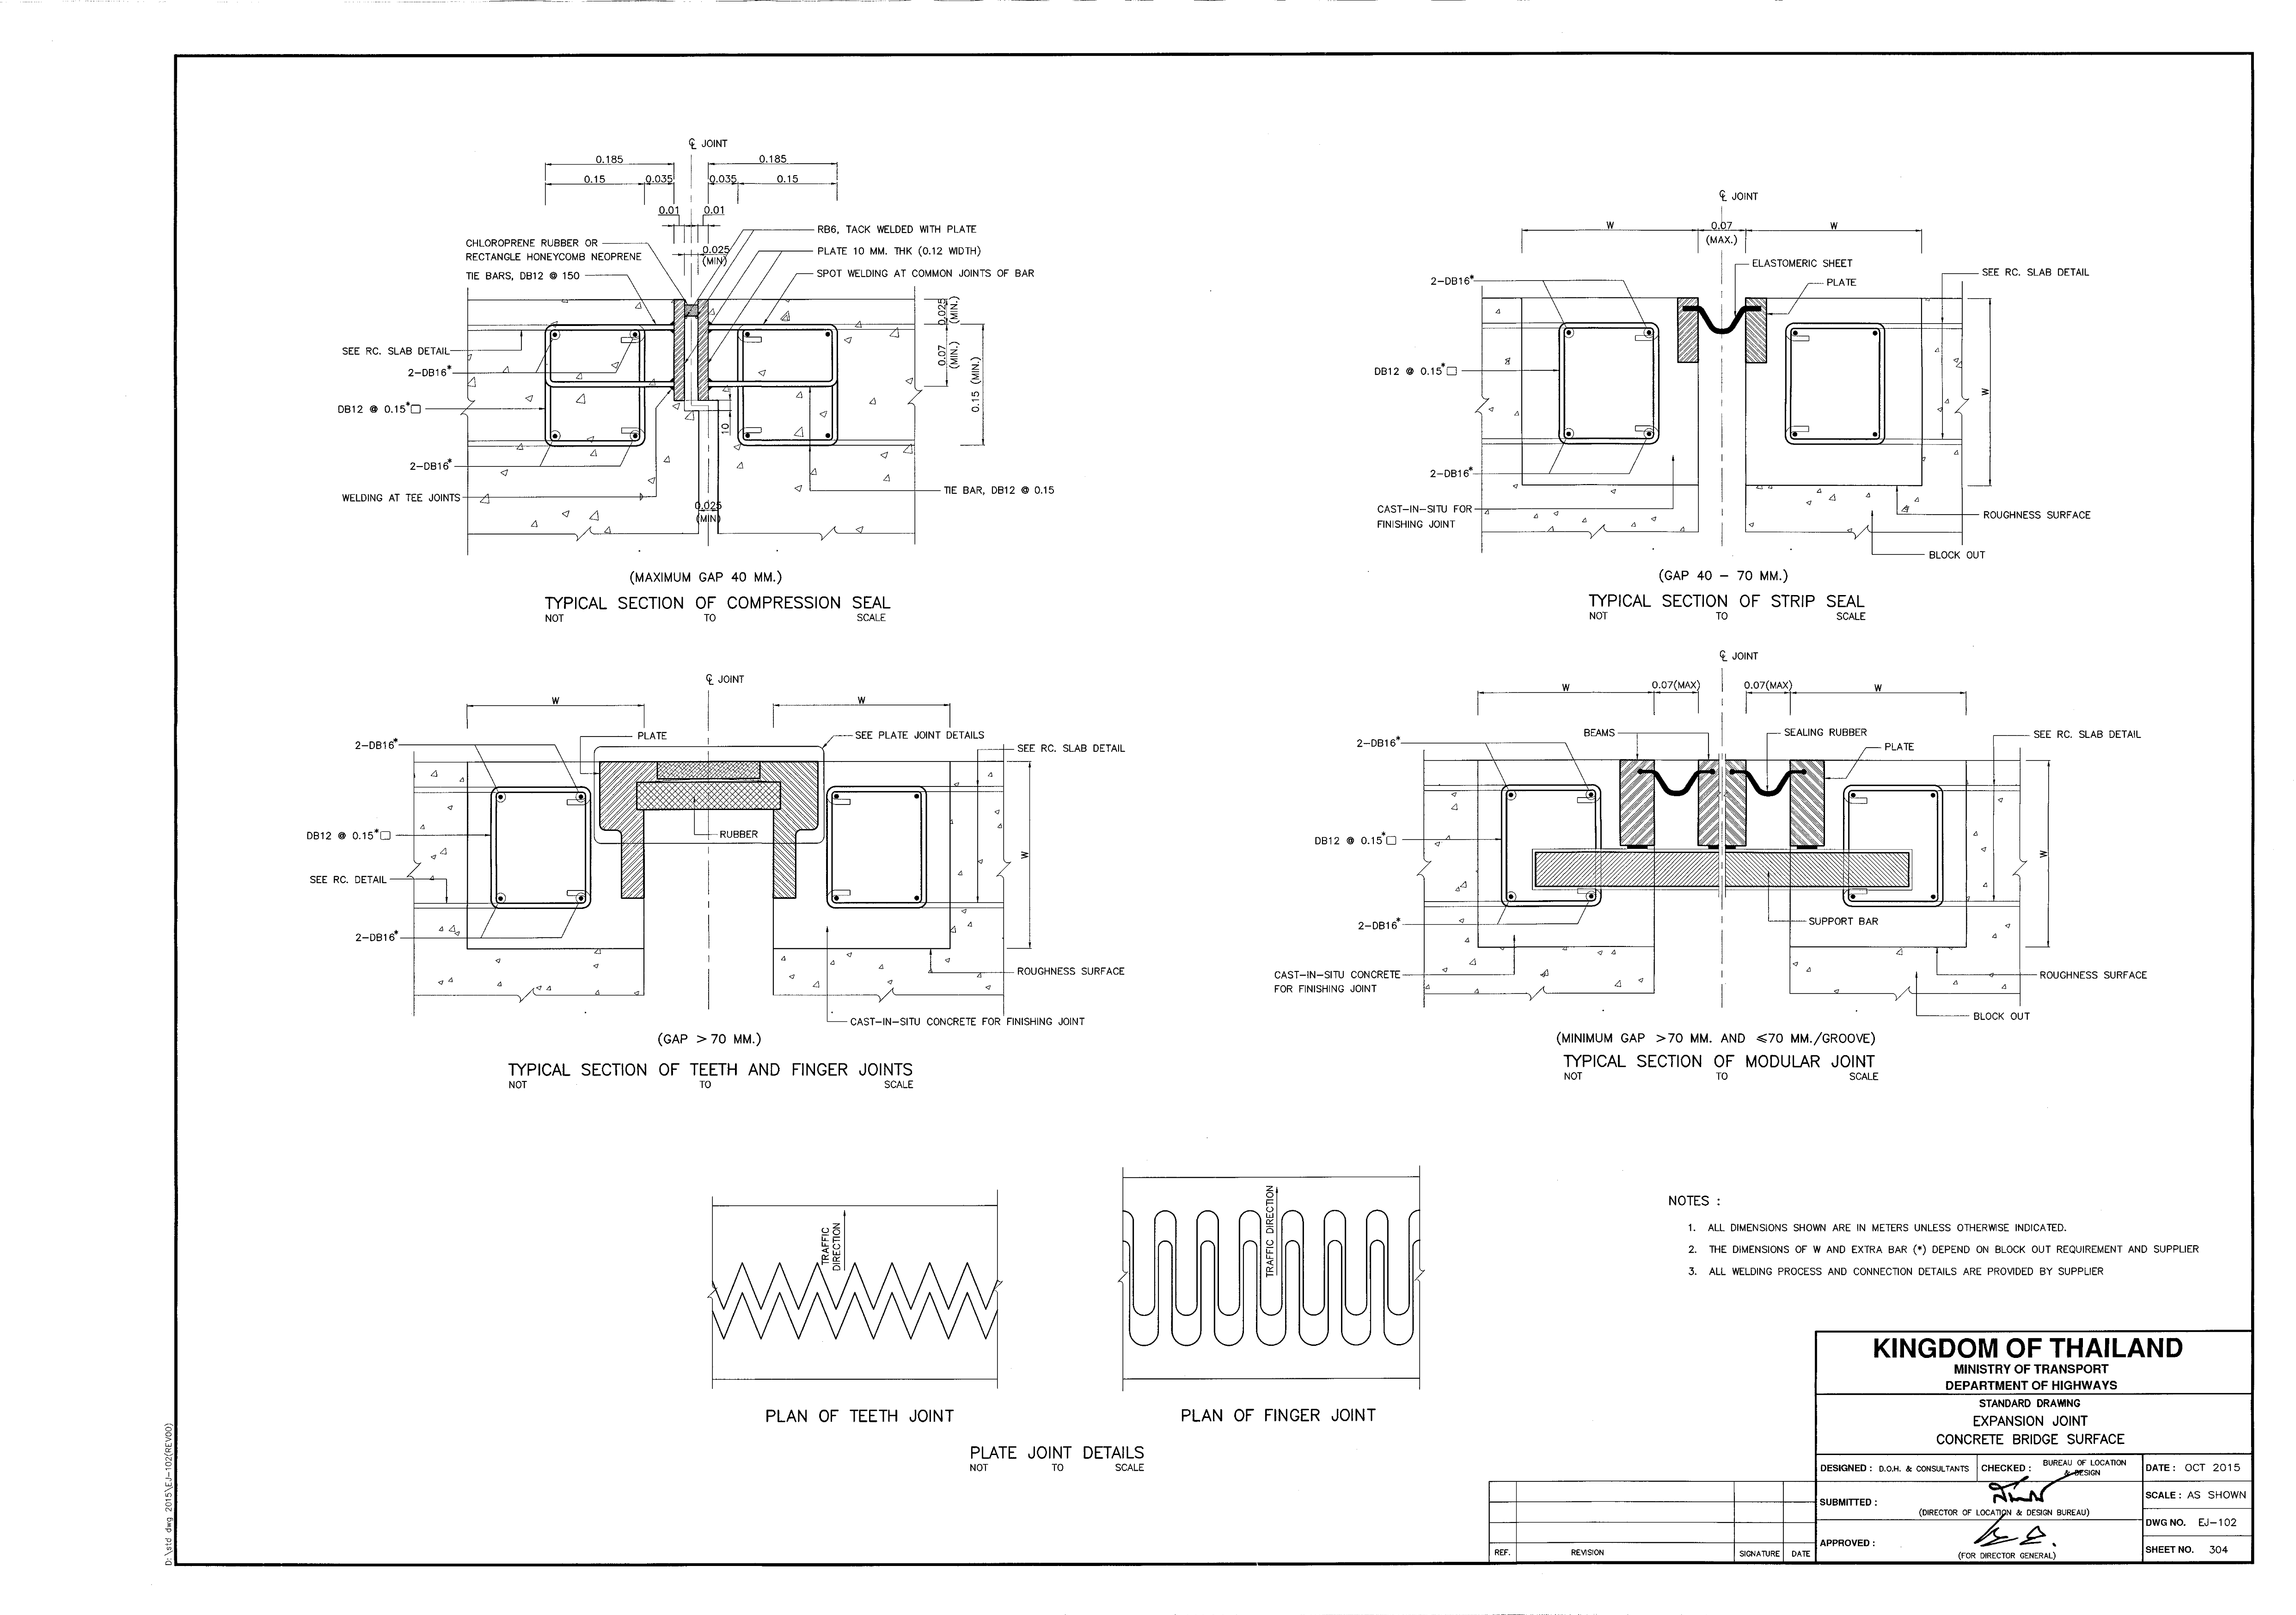 ℄ JOINT
0.185
0.185
0.15
0.035
0.035
0.15
0.01
0.01
0.025
(MIN)
CHLOROPRENE RUBBER OR
RECTANGLE HONEYCOMB NEOPRENE
TIE BARS, DB12 @ 150
RB6, TACK WELDED WITH PLATE
PLATE 10 MM. THK (0.12 WIDTH)
SPOT WELDING AT COMMON JOINTS OF BAR
SEE RC. SLAB DETAIL
2-DB16*
DB12 @ 0.15*
2-DB16*
WELDING AT TEE JOINTS
0.025
(MIN.)
0.07
(MIN.)
0.15 (MIN.)
10
TIE BAR, DB12 @ 0.15
0.025
(MIN)
(MAXIMUM GAP 40 MM.)
TYPICAL SECTION OF COMPRESSION SEAL
NOT TO SCALE
℄ JOINT
W
0.07
(MAX.)
W
ELASTOMERIC SHEET
PLATE
SEE RC. SLAB DETAIL
2-DB16*
DB12 @ 0.15*
2-DB16*
W
CAST-IN-SITU FOR
FINISHING JOINT
ROUGHNESS SURFACE
BLOCK OUT
(GAP 40 - 70 MM.)
TYPICAL SECTION OF STRIP SEAL
NOT TO SCALE
℄ JOINT
W
W
PLATE
SEE PLATE JOINT DETAILS
SEE RC. SLAB DETAIL
2-DB16*
RUBBER
DB12 @ 0.15*
W
SEE RC. DETAIL
2-DB16*
ROUGHNESS SURFACE
CAST-IN-SITU CONCRETE FOR FINISHING JOINT
(GAP > 70 MM.)
TYPICAL SECTION OF TEETH AND FINGER JOINTS
NOT TO SCALE
℄ JOINT
W
0.07(MAX)
0.07(MAX)
W
BEAMS
SEALING RUBBER
PLATE
SEE RC. SLAB DETAIL
2-DB16*
DB12 @ 0.15*
W
2-DB16*
SUPPORT BAR
CAST-IN-SITU CONCRETE
FOR FINISHING JOINT
ROUGHNESS SURFACE
BLOCK OUT
(MINIMUM GAP >70 MM. AND ≤70 MM./GROOVE)
TYPICAL SECTION OF MODULAR JOINT
NOT TO SCALE
TRAFFIC
DIRECTION
PLAN OF TEETH JOINT
TRAFFIC DIRECTION
PLAN OF FINGER JOINT
PLATE JOINT DETAILS
NOT TO SCALE
NOTES :
1. ALL DIMENSIONS SHOWN ARE IN METERS UNLESS OTHERWISE INDICATED.
2. THE DIMENSIONS OF W AND EXTRA BAR (*) DEPEND ON BLOCK OUT REQUIREMENT AND SUPPLIER
3. ALL WELDING PROCESS AND CONNECTION DETAILS ARE PROVIDED BY SUPPLIER
KINGDOM OF THAILAND
MINISTRY OF TRANSPORT
DEPARTMENT OF HIGHWAYS
STANDARD DRAWING
EXPANSION JOINT
CONCRETE BRIDGE SURFACE
DESIGNED : D.O.H. & CONSULTANTS
CHECKED : BUREAU OF LOCATION
& DESIGN
DATE : OCT 2015
SUBMITTED :
(DIRECTOR OF LOCATION & DESIGN BUREAU)
SCALE : AS SHOWN
DWG NO. EJ-102
APPROVED :
(FOR DIRECTOR GENERAL)
SHEET NO. 304
REF. REVISION SIGNATURE DATE
D:\std dwg 2015\EJ-102(REV00)